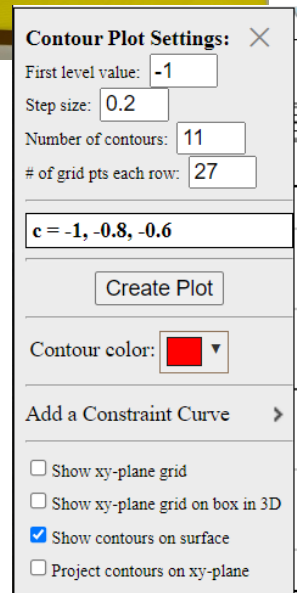 Contour Plot Settings:
First level value: -1
Step size: 0.2
Number of contours: 11
# of grid pts each row: 27
c = -1, -0.8, -0.6
Create Plot
Contour color:
Add a Constraint Curve
Show xy-plane grid
Show xy-plane grid on box in 3D
Show contours on surface
Project contours on xy-plane